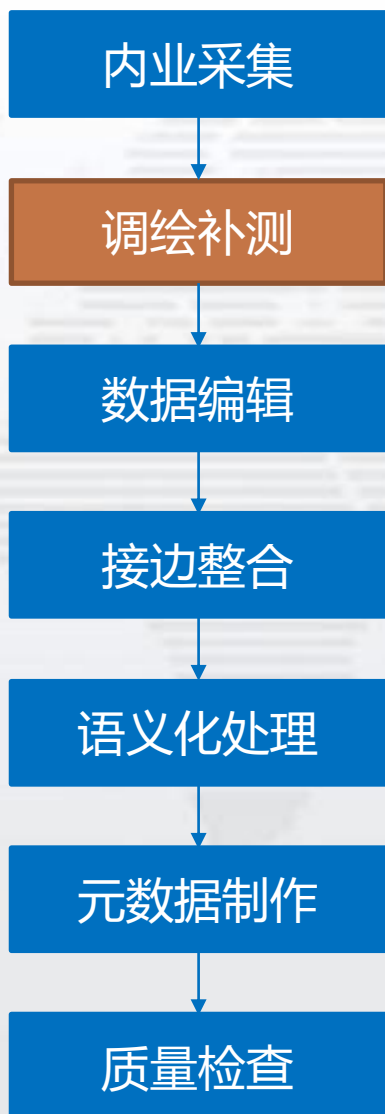 内业采集
调绘补测
数据编辑
接边整合
语义化处理
元数据制作
质量检查